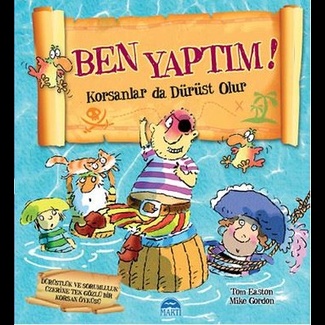 BEN YAPTIM!
Korsanlar da Dürüst Olur
DÜRÜSTLÜK VE SORUMLULUK
ÜZERİNE TEK GÖZLÜ BİR
KORSAN ÖYKÜSÜ
Tom Easton
Mike Gordon
MARTI